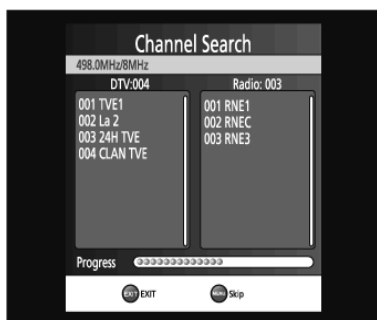 Channel Search
498.0MHz/8MHz
DTV:004
Radio: 003
001 TVE1
002 La 2
003 24H TVE
004 CLAN TVE
001 RNE1
002 RNEC
003 RNE3
Progress
EXIT EXIT
MENU Skip